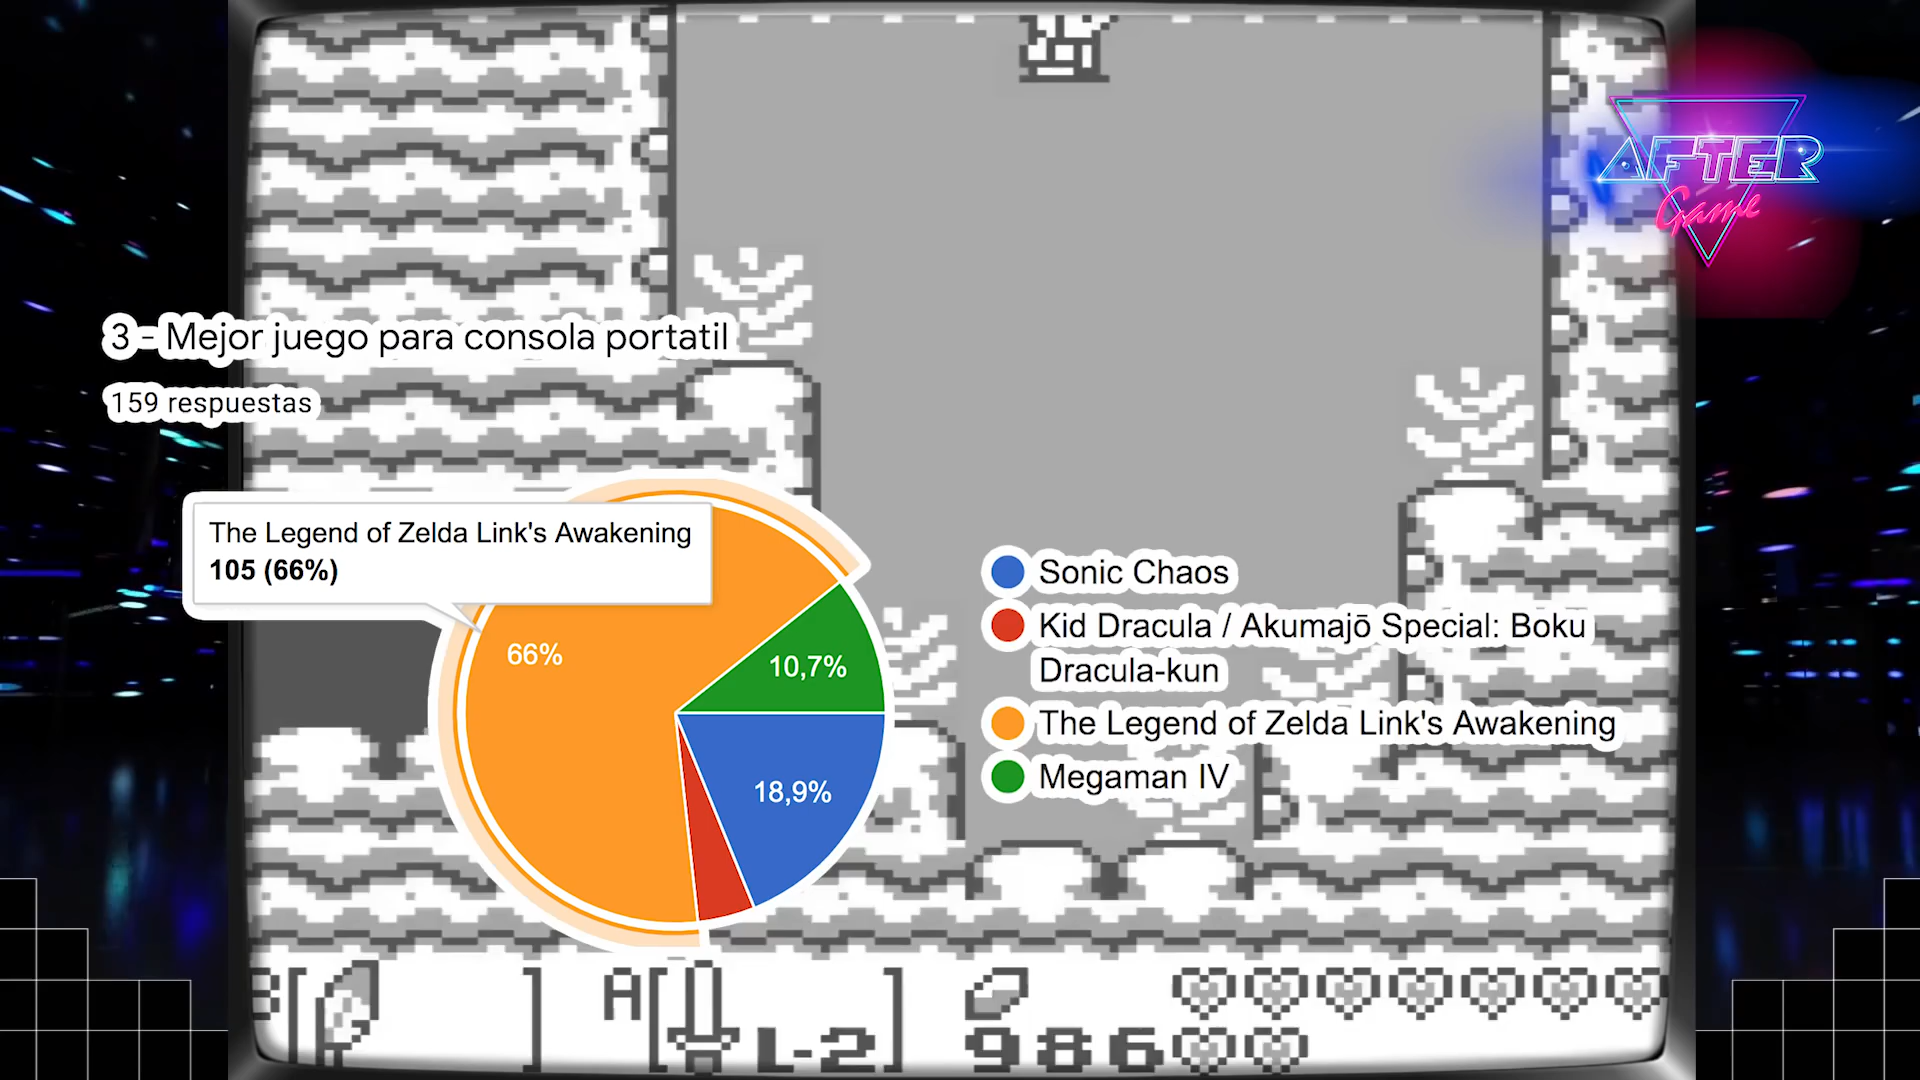 AFTER
Game
3 - Mejor juego para consola portatil
159 respuestas
The Legend of Zelda Link's Awakening
105 (66%)
66%
10,7%
18,9%
Sonic Chaos
Kid Dracula / Akumajō Special: Boku
Dracula-kun
The Legend of Zelda Link's Awakening
Megaman IV
B[ ] A[ L-2] 986